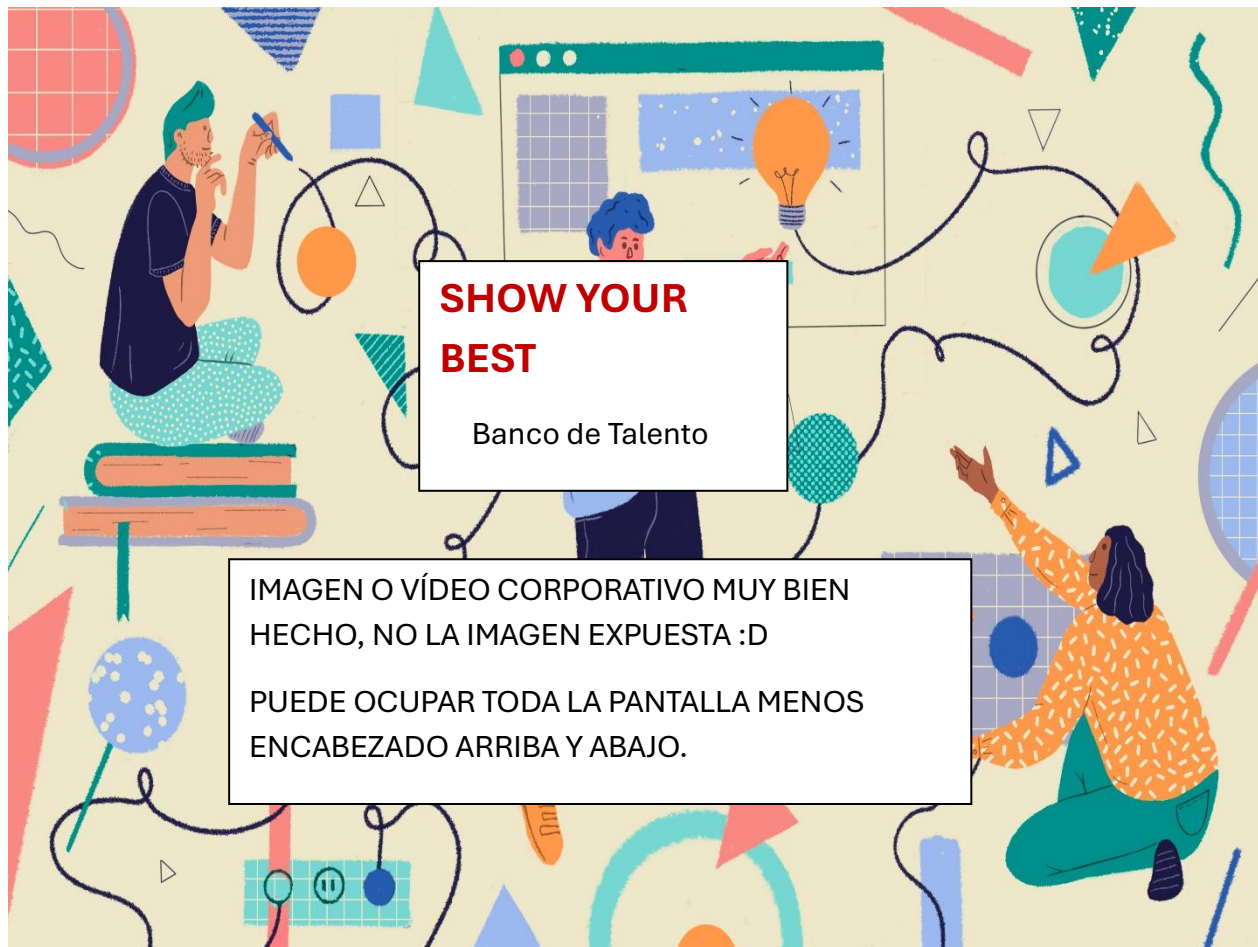 SHOW YOUR
BEST
Banco de Talento
IMAGEN O VÍDEO CORPORATIVO MUY BIEN
HECHO, NO LA IMAGEN EXPUESTA :D
PUEDE OCUPAR TODA LA PANTALLA MENOS
ENCABEZADO ARRIBA Y ABAJO.